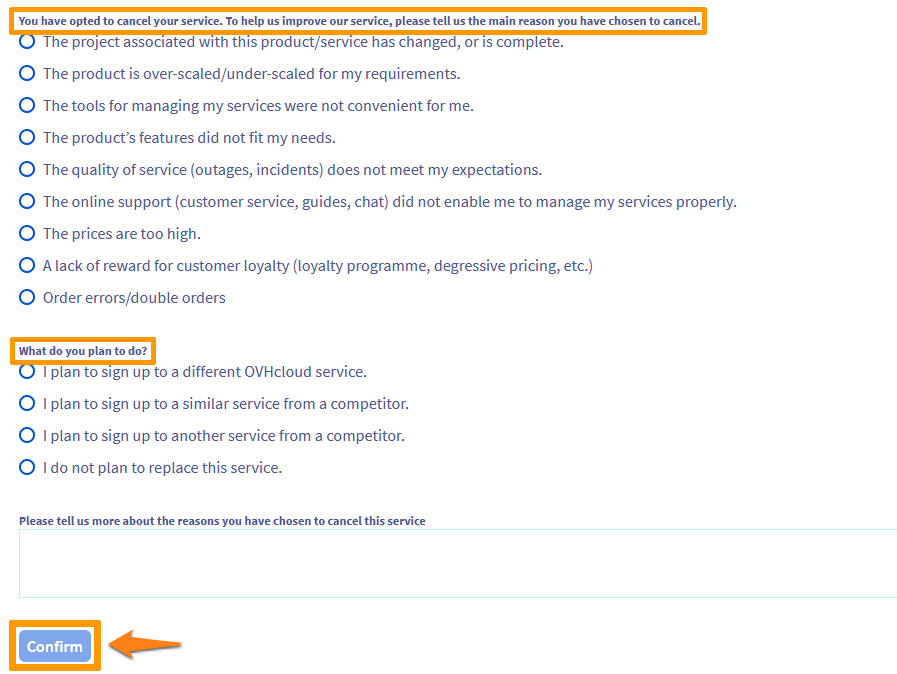 You have opted to cancel your service. To help us improve our service, please tell us the main reason you have chosen to cancel.
The project associated with this product/service has changed, or is complete.
The product is over-scaled/under-scaled for my requirements.
The tools for managing my services were not convenient for me.
The product’s features did not fit my needs.
The quality of service (outages, incidents) does not meet my expectations.
The online support (customer service, guides, chat) did not enable me to manage my services properly.
The prices are too high.
A lack of reward for customer loyalty (loyalty programme, degressive pricing, etc.)
Order errors/double orders
What do you plan to do?
I plan to sign up to a different OVHcloud service.
I plan to sign up to a similar service from a competitor.
I plan to sign up to another service from a competitor.
I do not plan to replace this service.
Please tell us more about the reasons you have chosen to cancel this service
Confirm